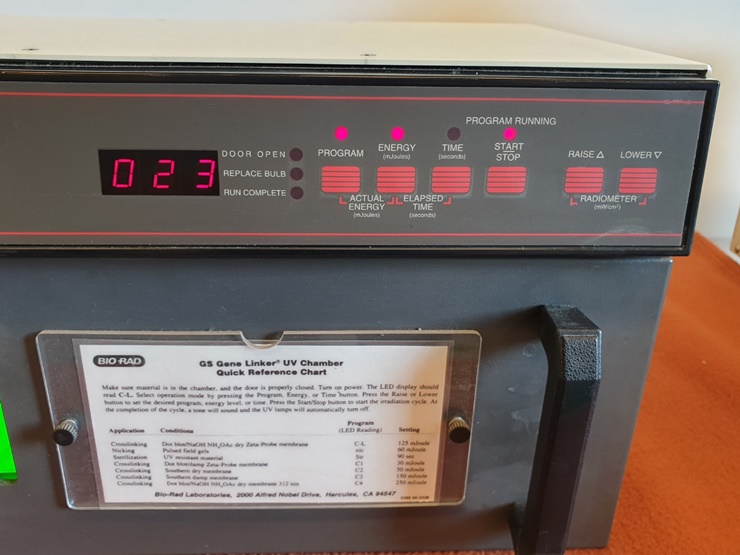 023
DOOR OPEN
REPLACE BULB
RUN COMPLETE
PROGRAM
ENERGY
(mJoules)
TIME
(seconds)
PROGRAM RUNNING
START
STOP
RAISE △
LOWER ▽
ACTUAL
ENERGY
(mJoules)
ELAPSED
TIME
(seconds)
RADIOMETER
(mW/cm²)
BIO-RAD
GS Gene Linker® UV Chamber
Quick Reference Chart
Make sure material is in the chamber, and the door is properly closed. Turn on power. The LED display should
read C-L. Select operation mode by pressing the Program, Energy, or Time button. Press the Raise or Lower
button to set the desired program, energy level, or time. Press the Start/Stop button to start the irradiation cycle. At
the completion of the cycle, a tone will sound and the UV lamps will automatically turn off.
Program
Application Conditions (LED Reading) Setting
Crosslinking Dot blot/NaOH NH₄OAc dry Zeta-Probe membrane C-L 125 mJoule
Nicking Pulsed field gels nic 60 mJoule
Sterilization UV resistant material Str 90 sec
Crosslinking Dot blot/damp Zeta-Probe membrane C1 30 mJoule
Crosslinking Southern dry membrane C2 50 mJoule
Crosslinking Southern damp membrane C3 150 mJoule
Crosslinking Dot blot/NaOH NH₄OAc dry membrane 312 nm C4 250 mJoule
Bio-Rad Laboratories, 2000 Alfred Nobel Drive, Hercules, CA 94547